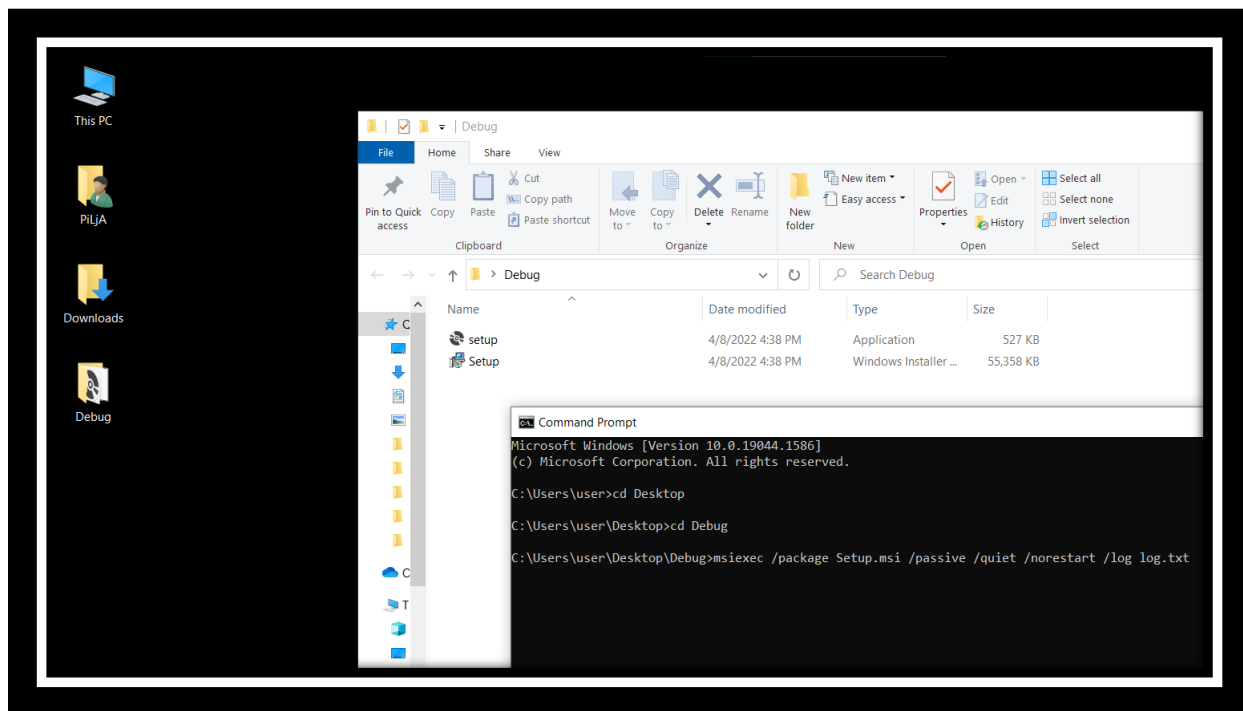 This PC
PiLjA
Downloads
Debug
Debug
File Home Share View
Pin to Quick access
Copy
Paste
Cut
Copy path
Paste shortcut
Clipboard
Move to
Copy to
Delete
Rename
Organize
New folder
New item
Easy access
New
Properties
Open
Edit
History
Open
Select all
Select none
Invert selection
Select
Debug
Search Debug
Name Date modified Type Size
setup 4/8/2022 4:38 PM Application 527 KB
Setup 4/8/2022 4:38 PM Windows Installer ... 55,358 KB
C
C
T
Command Prompt
Microsoft Windows [Version 10.0.19044.1586]
(c) Microsoft Corporation. All rights reserved.
C:\Users\user>cd Desktop
C:\Users\user\Desktop>cd Debug
C:\Users\user\Desktop\Debug>msiexec /package Setup.msi /passive /quiet /norestart /log log.txt